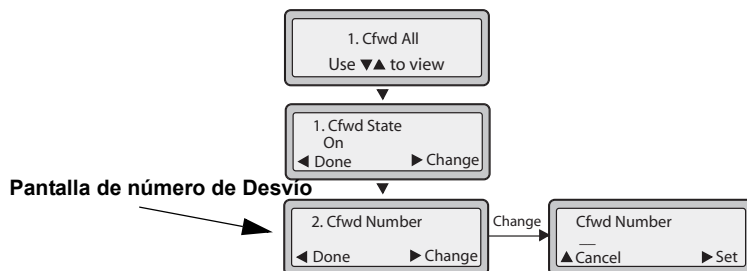 1. Cfwd All
Use ▼▲ to view
▼
1. Cfwd State
On
◀ Done ▶ Change
▼
Pantalla de número de Desvío
2. Cfwd Number
◀ Done ▶ Change
Change
Cfwd Number
__
▲ Cancel ▶ Set